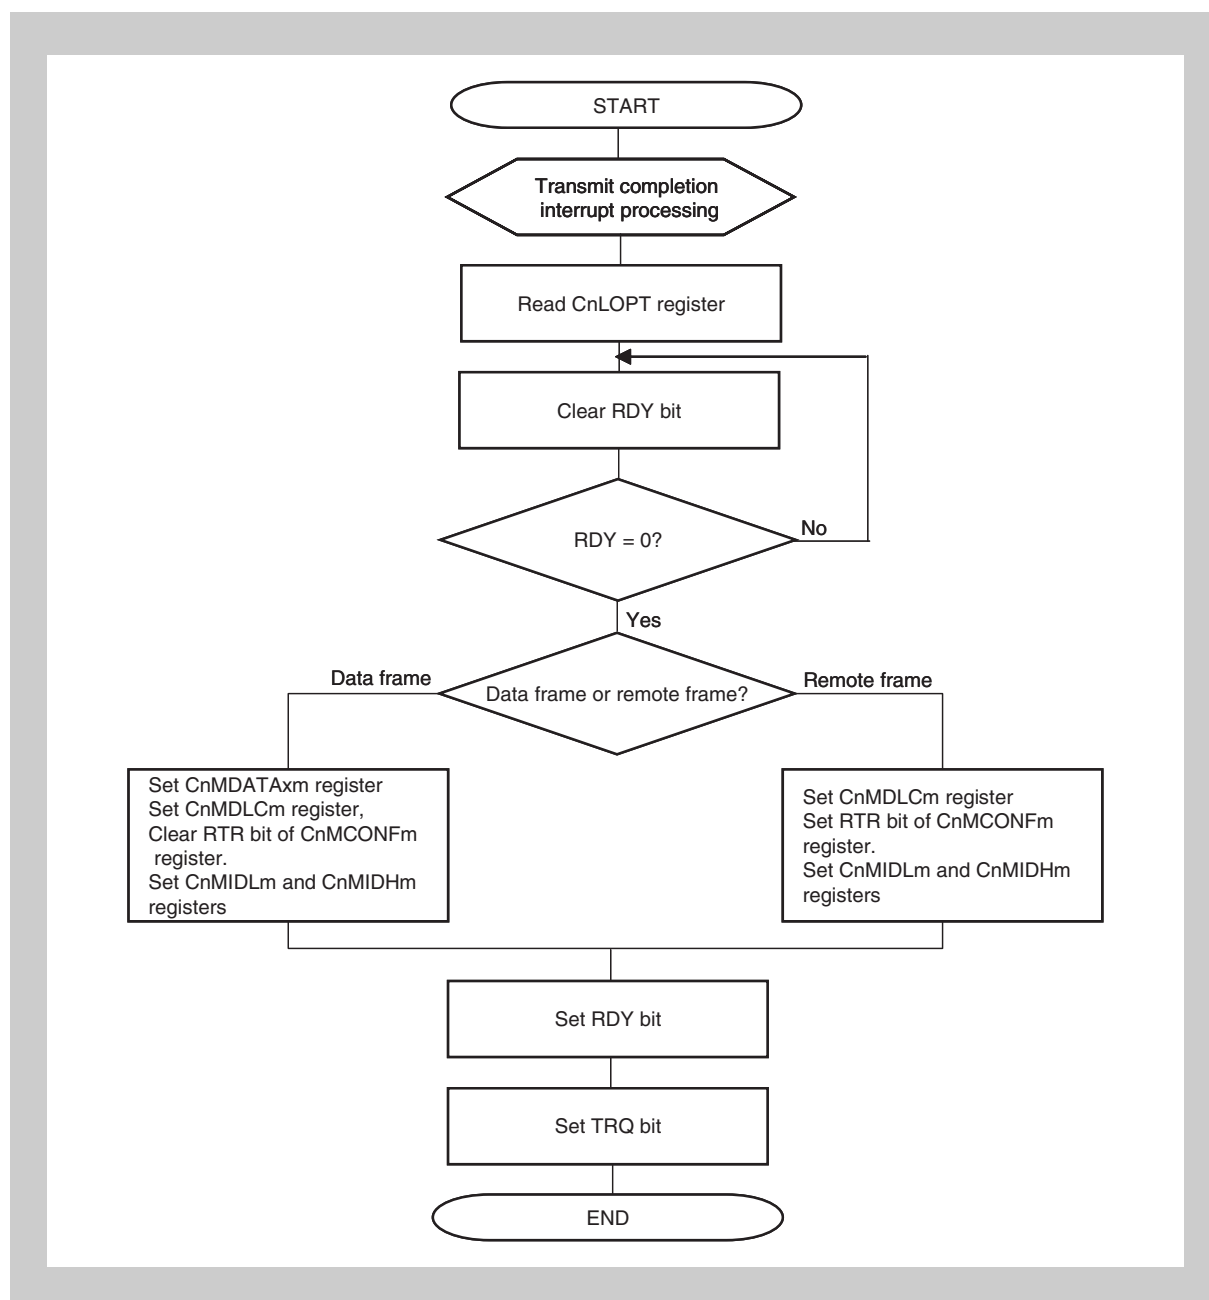 START
Transmit completion
interrupt processing
Read CnLOPT register
Clear RDY bit
RDY = 0?
No
Yes
Data frame
Data frame or remote frame?
Remote frame
Set CnMDATAxm register
Set CnMDLCm register,
Clear RTR bit of CnMCONFm
register.
Set CnMIDLm and CnMIDHm
registers
Set CnMDLCm register
Set RTR bit of CnMCONFm
register.
Set CnMIDLm and CnMIDHm
registers
Set RDY bit
Set TRQ bit
END